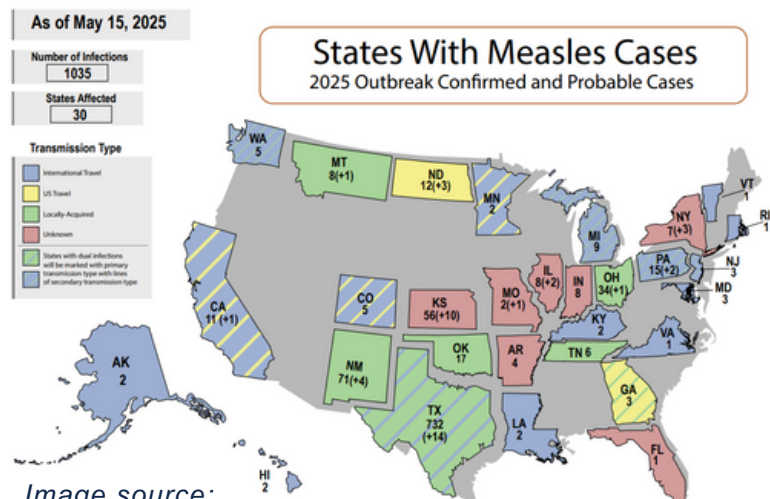 As of May 15, 2025
Number of Infections
1035
States Affected
30
Transmission Type
International Travel
US Travel
Locally-Acquired
Unknown
States with dual infections
will be marked with primary
transmission type with lines
of secondary transmission type
States With Measles Cases
2025 Outbreak Confirmed and Probable Cases
WA
5
MT
8(+1)
ND
12(+3)
MN
2
MI
9
NY
7(+3)
VT
1
RI
1
PA
15(+2)
NJ
3
MD
3
CA
11 (+1)
CO
5
KS
56(+10)
MO
2(+1)
IL
8(+2)
IN
8
OH
34(+1)
KY
2
VA
1
AK
2
NM
71(+4)
OK
17
AR
4
TN 6
TX
732
(+14)
LA
2
GA
3
FL
1
HI
2
Image source: